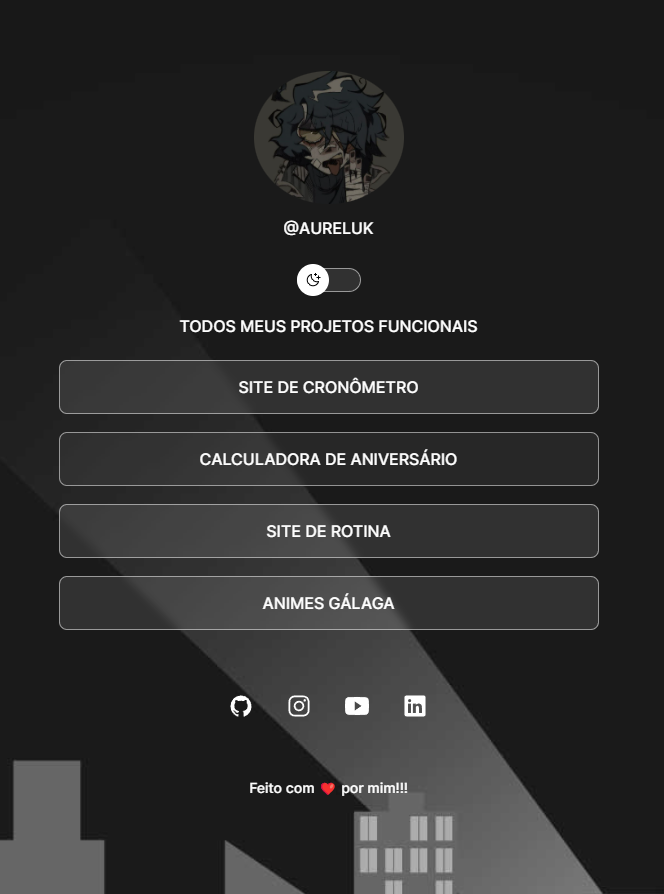 @AURELUK
TODOS MEUS PROJETOS FUNCIONAIS
SITE DE CRONÔMETRO
CALCULADORA DE ANIVERSÁRIO
SITE DE ROTINA
ANIMES GÁLAGA
in
Feito com ❤️ por mim!!!